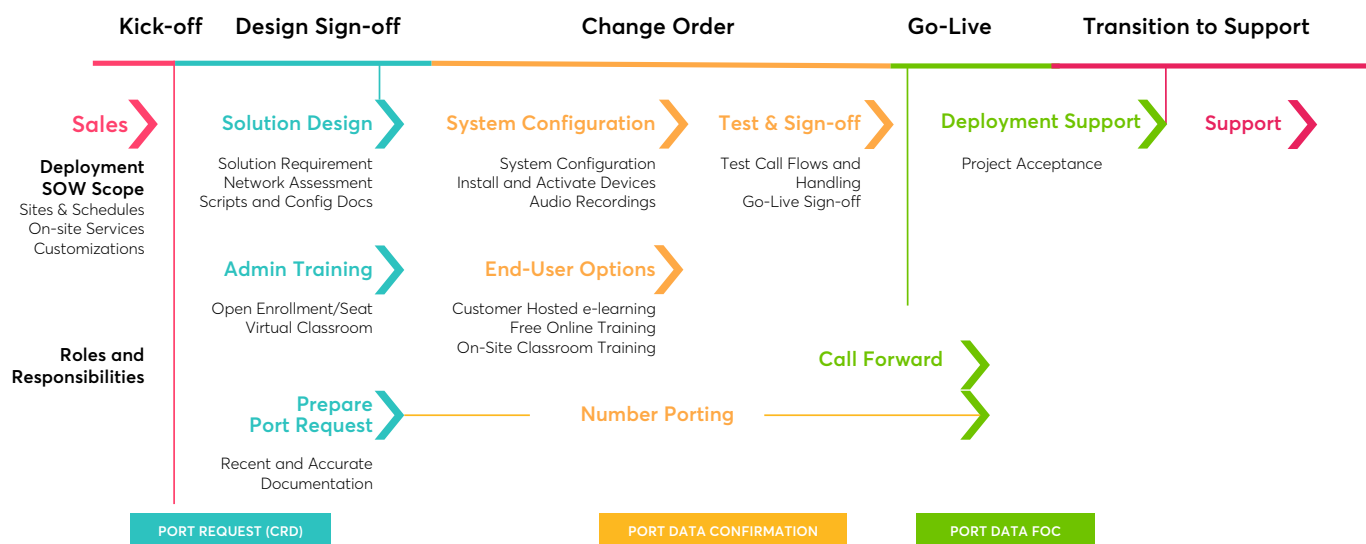 Kick-off
Design Sign-off
Change Order
Go-Live
Transition to Support
Sales
Deployment
SOW Scope
Sites & Schedules
On-site Services
Customizations
Roles and
Responsibilities
Solution Design
Solution Requirement
Network Assessment
Scripts and Config Docs
Admin Training
Open Enrollment/Seat
Virtual Classroom
Prepare
Port Request
Recent and Accurate
Documentation
System Configuration
System Configuration
Install and Activate Devices
Audio Recordings
End-User Options
Customer Hosted e-learning
Free Online Training
On-Site Classroom Training
Number Porting
Test & Sign-off
Test Call Flows and
Handling
Go-Live Sign-off
Call Forward
Deployment Support
Project Acceptance
Support
PORT REQUEST (CRD)
PORT DATA CONFIRMATION
PORT DATA FOC